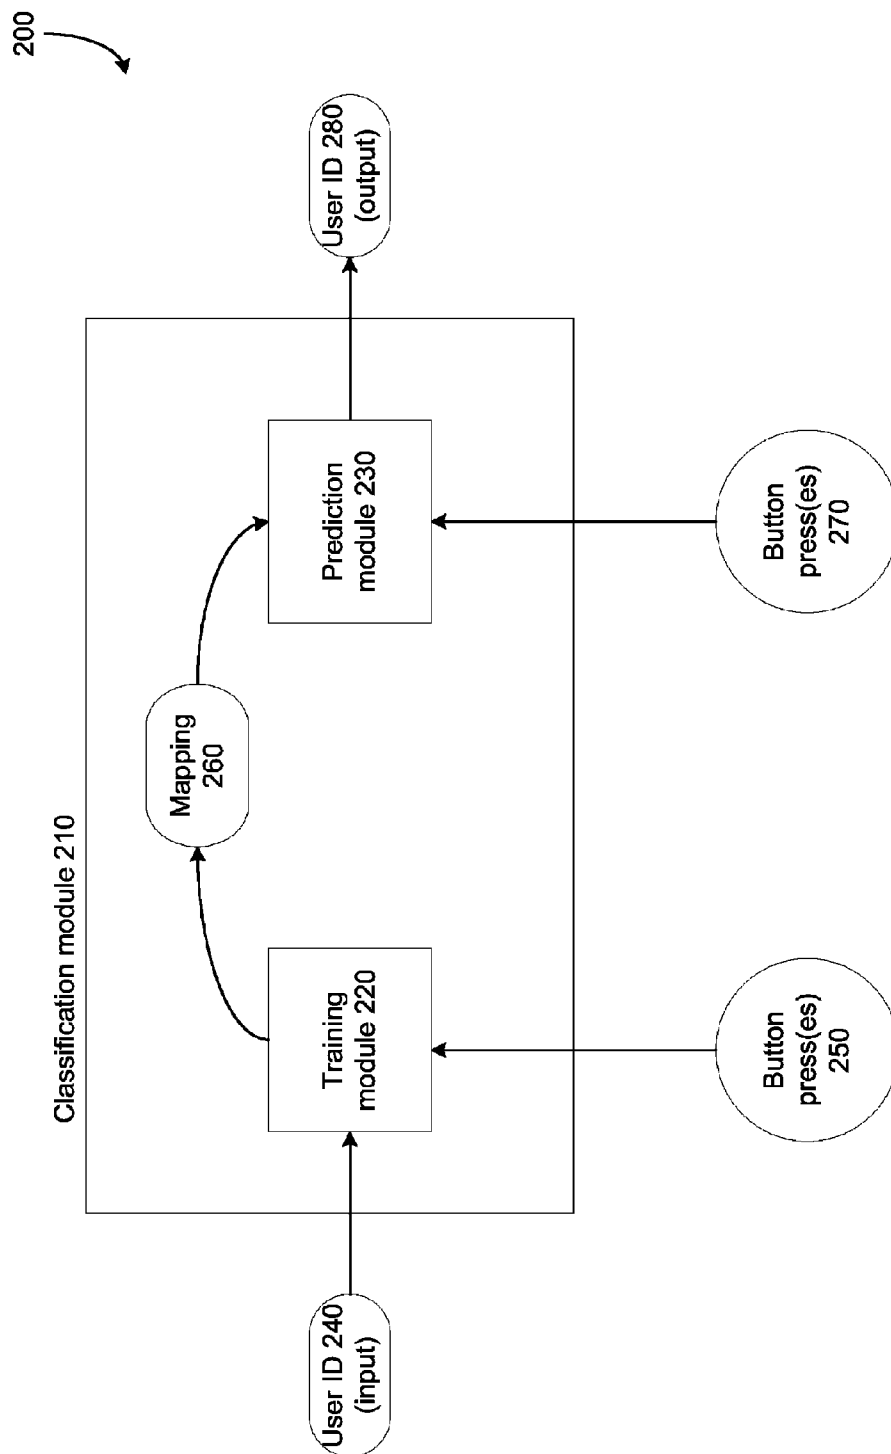 200
Classification module 210
Mapping
260
User ID 240
(input)
Training
module 220
Prediction
module 230
User ID 280
(output)
Button
press(es)
250
Button
press(es)
270